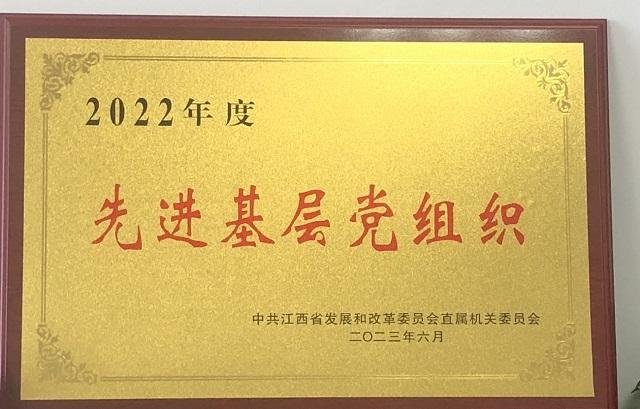 2022年度
先进基层党组织
中共江西省发展和改革委员会直属机关委员会
二〇二三年六月